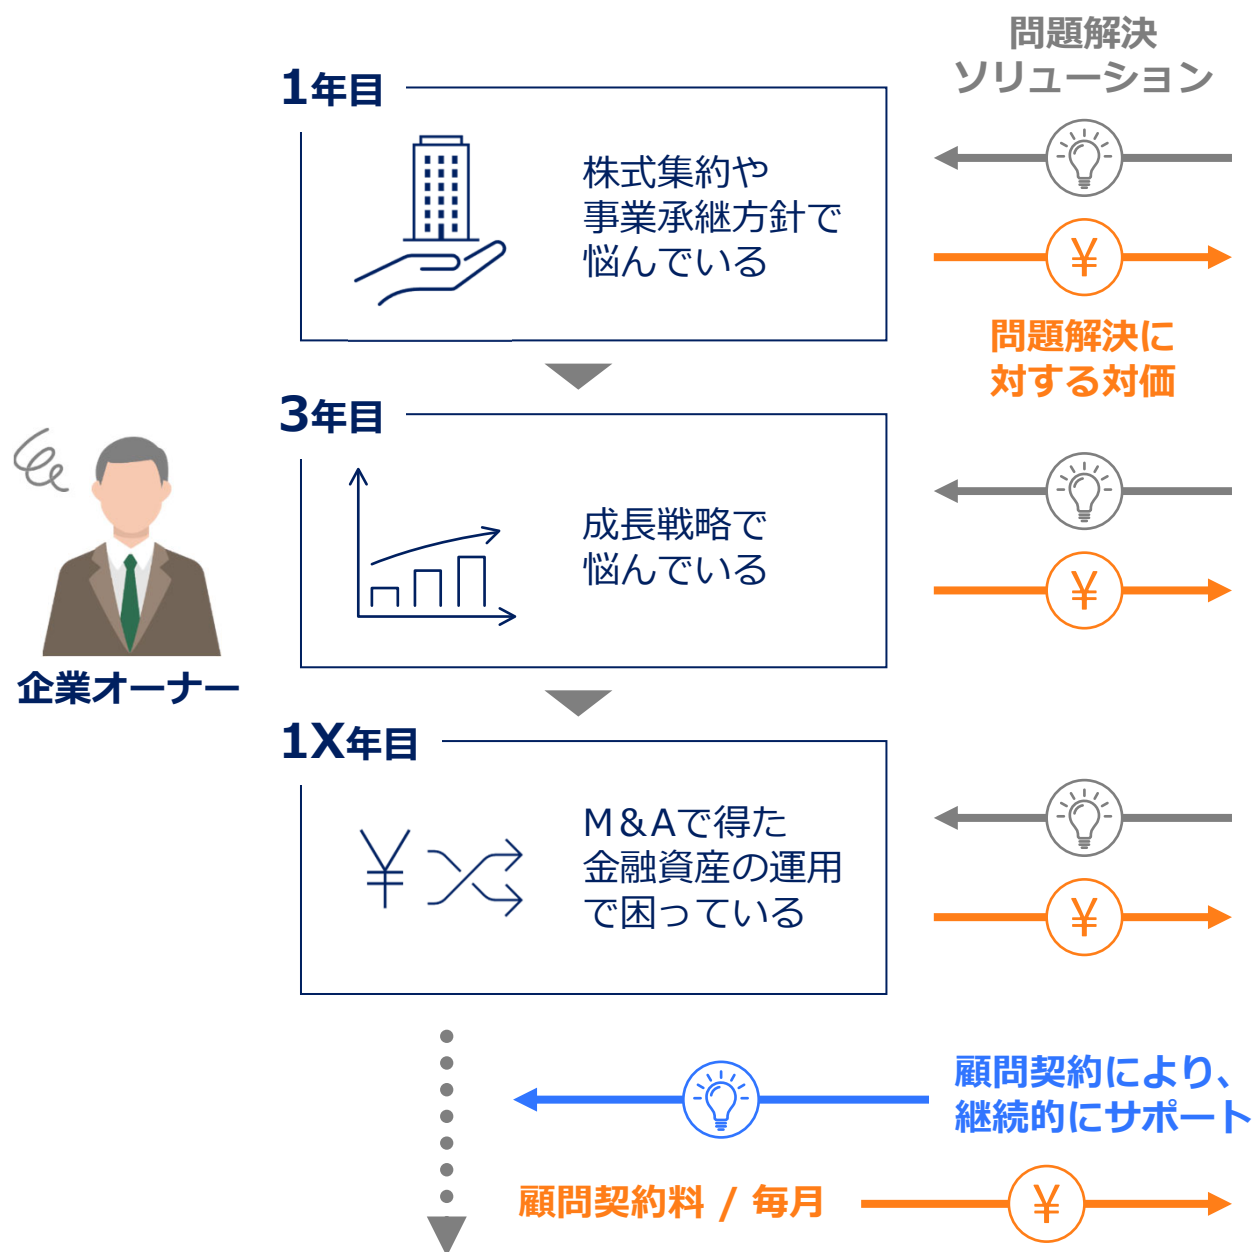 問題解決
ソリューション
1年目
株式集約や
事業承継方針で
悩んでいる
¥
問題解決に
対する対価
3年目
成長戦略で
悩んでいる
¥
企業オーナー
1X年目
¥
M&Aで得た
金融資産の運用
で困っている
¥
顧問契約により、
継続的にサポート
顧問契約料 / 毎月
¥